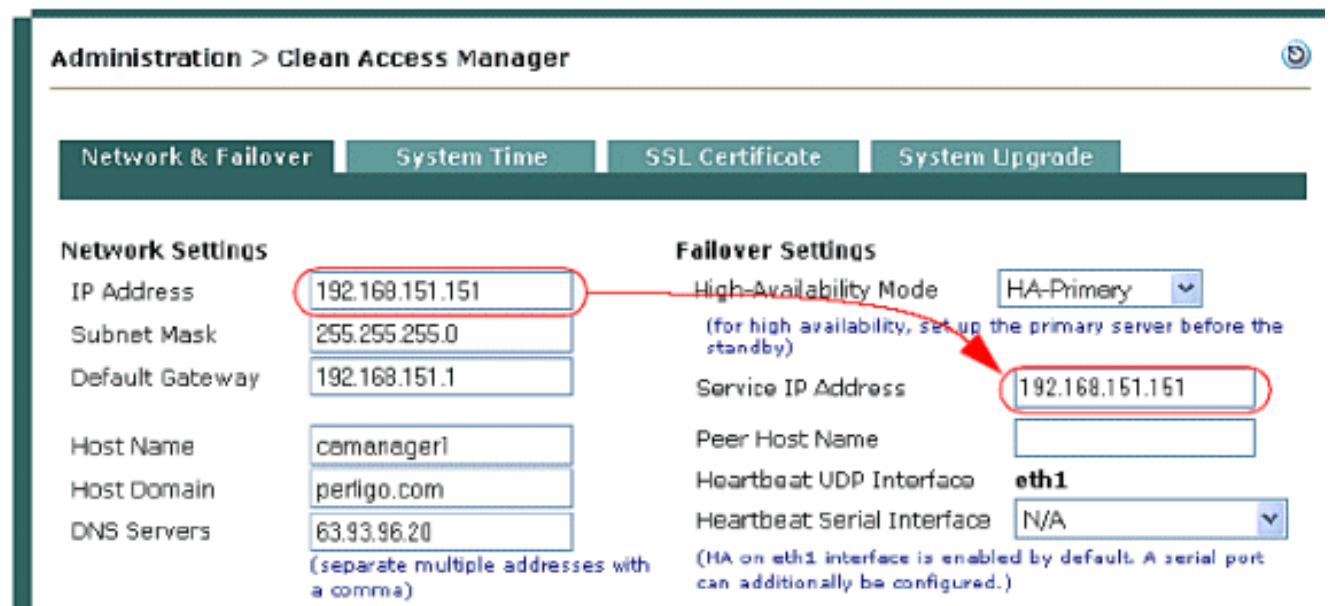 Administration > Clean Access Manager
Network & Failover
System Time
SSL Certificate
System Upgrade
Network Settings
IP Address
192.168.151.151
Subnet Mask
255.255.255.0
Default Gateway
192.168.151.1
Host Name
camanager1
Host Domain
perfigo.com
DNS Servers
63.93.96.20
(separate multiple addresses with
a comma)
Failover Settings
High-Availability Mode
HA-Primary
(for high availability, set up the primary server before the
standby)
Service IP Address
192.168.151.151
Peer Host Name
Heartbeat UDP Interface
eth1
Heartbeat Serial Interface
N/A
(HA on eth1 interface is enabled by default. A serial port
can additionally be configured.)